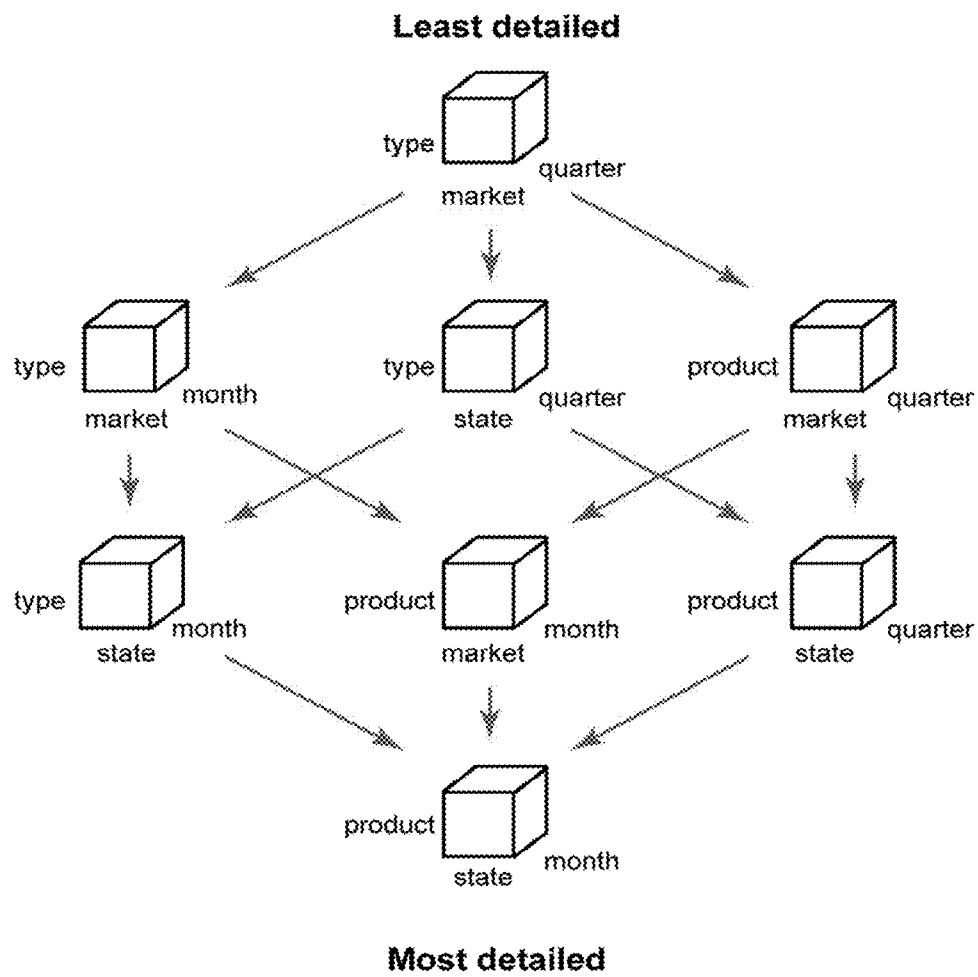 Least detailed
type
quarter
market
type
month
market
type
quarter
state
product
quarter
market
type
month
state
product
month
market
product
quarter
state
product
month
state
Most detailed